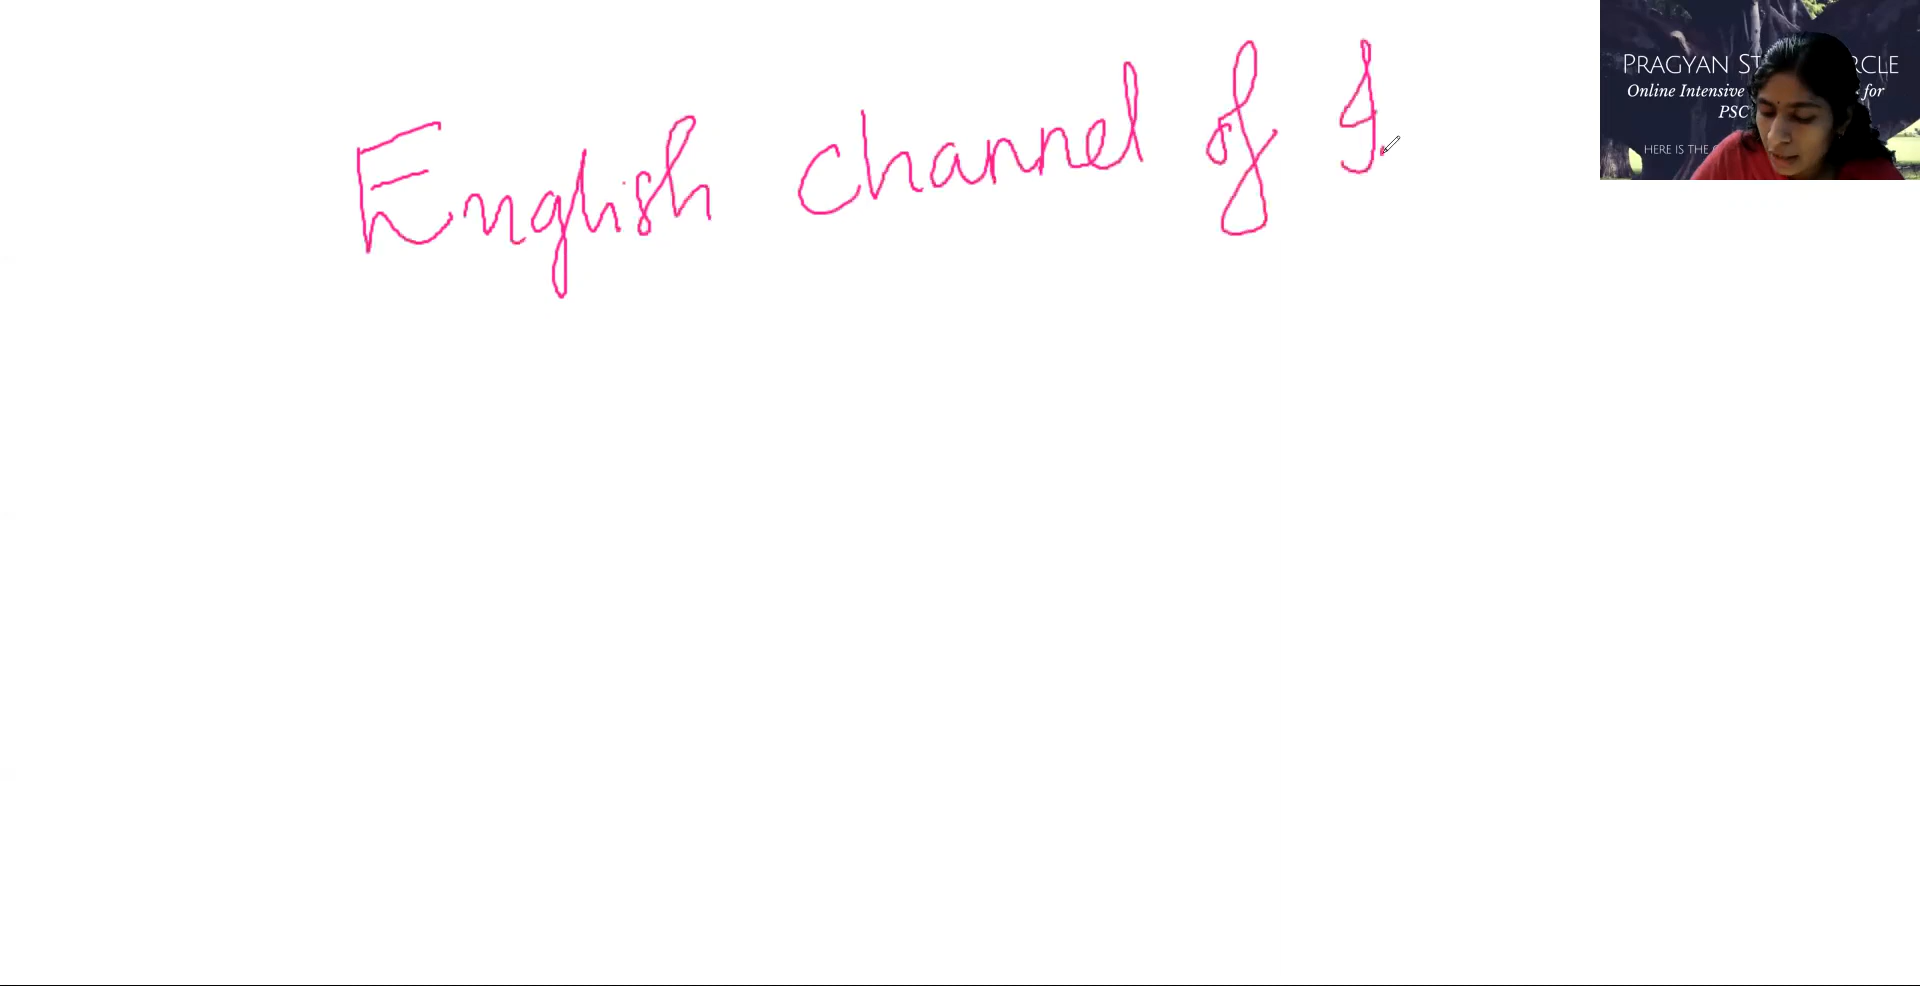 English channel of I
PRAGYAN ST RCLE
Online Intensive for
PSC
HERE IS THE